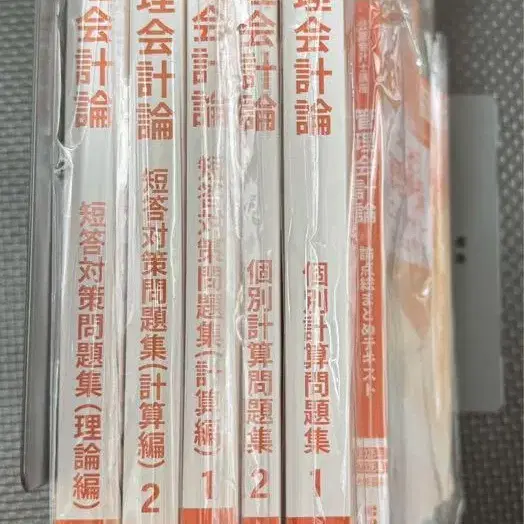 会計論 短答対策問題集(理論編)
理会計論 短答対策問題集(計算編) 2
会計論 短答対策問題集(計算編) 1
会計論 個別計算問題集 2
理会計論 個別計算問題集 1
管理会計論 論点総まとめテキスト